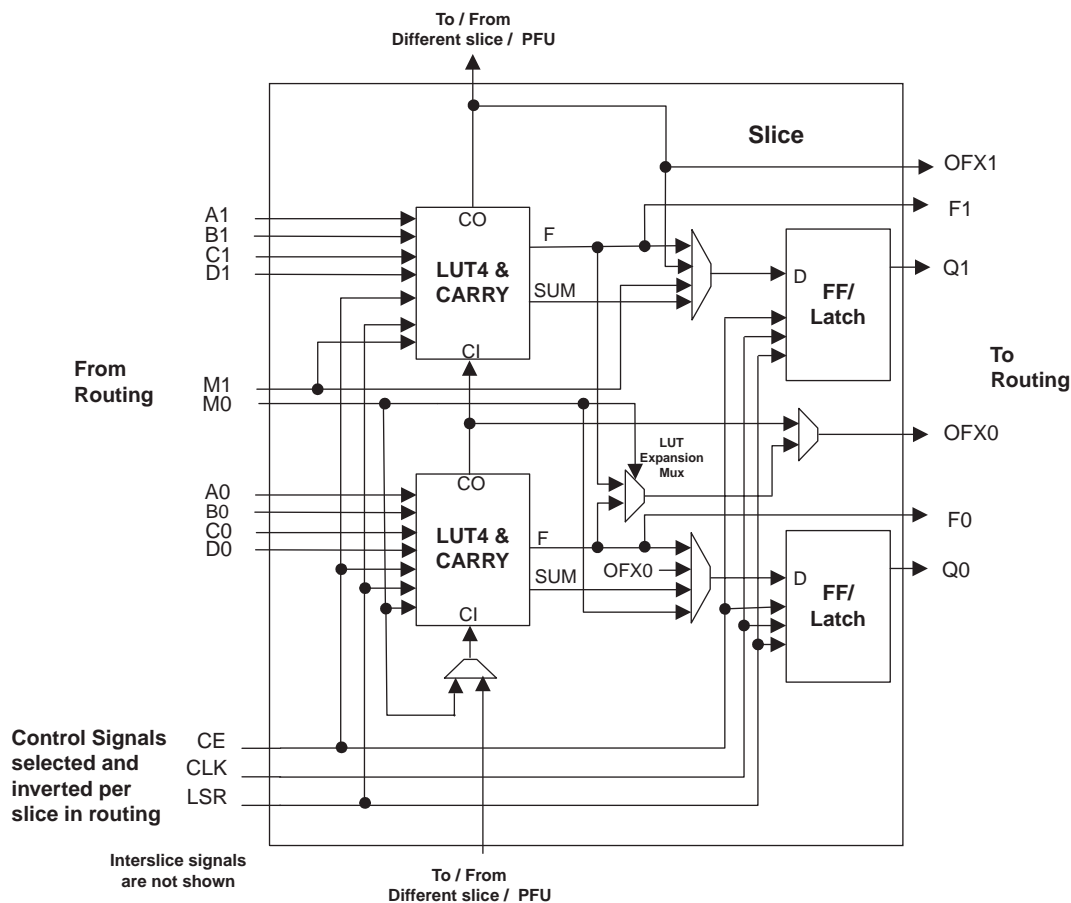 To / From
Different slice / PFU
Slice
OFX1
F1
A1
B1
C1
D1
CO
LUT4 &
CARRY
CI
F
SUM
D
FF/
Latch
Q1
From
Routing
To
Routing
M1
M0
LUT
Expansion
Mux
OFX0
A0
B0
C0
D0
CO
LUT4 &
CARRY
CI
F
SUM
OFX0
F0
D
FF/
Latch
Q0
Control Signals
selected and
inverted per
slice in routing
CE
CLK
LSR
Interslice signals
are not shown
To / From
Different slice / PFU